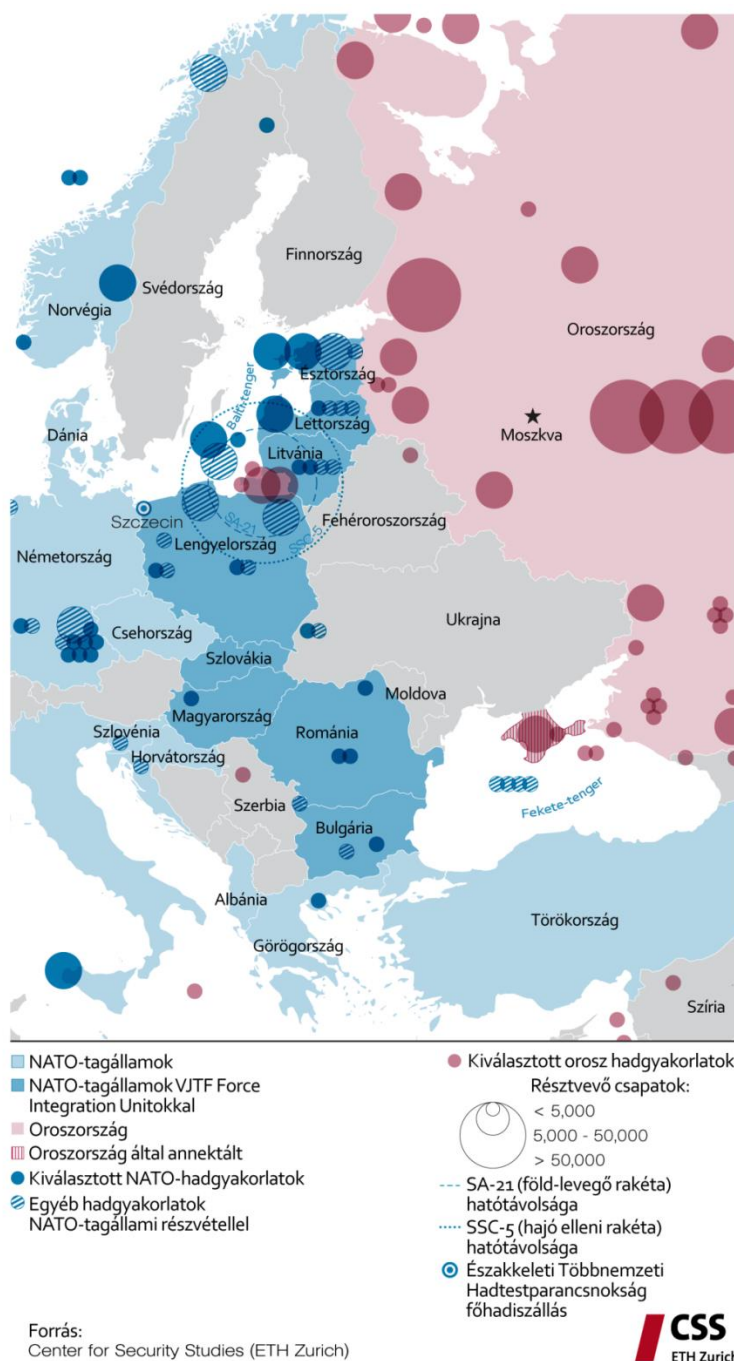 Finnország
Svédország
Norvégia
Oroszország
Észtország
Balti-tenger
Lettország
Moszkva
Dánia
Litvánia
SA-21
SSC-5
Szczecin
Fehéroroszország
Lengyelország
Németország
Csehország
Ukrajna
Szlovákia
Moldova
Magyarország
Szlovénia
Románia
Horvátország
Szerbia
Fekete-tenger
Bulgária
Albánia
Törökország
Görögország
Szíria
NATO-tagállamok
NATO-tagállamok VJTF Force
Integration Unitokkal
Oroszország
Oroszország által annektált
Kiválasztott NATO-hadgyakorlatok
Egyéb hadgyakorlatok
NATO-tagállami részvétellel
Kiválasztott orosz hadgyakorlatok
Résztvevő csapatok:
< 5,000
5,000 - 50,000
> 50,000
SA-21 (föld-levegő rakéta)
hatótávolsága
SSC-5 (hajó elleni rakéta)
hatótávolsága
Északkeleti Többnemzeti
Hadtestparancsnokság
főhadiszállás
Forrás:
Center for Security Studies (ETH Zurich)
CSS
ETH Zurich